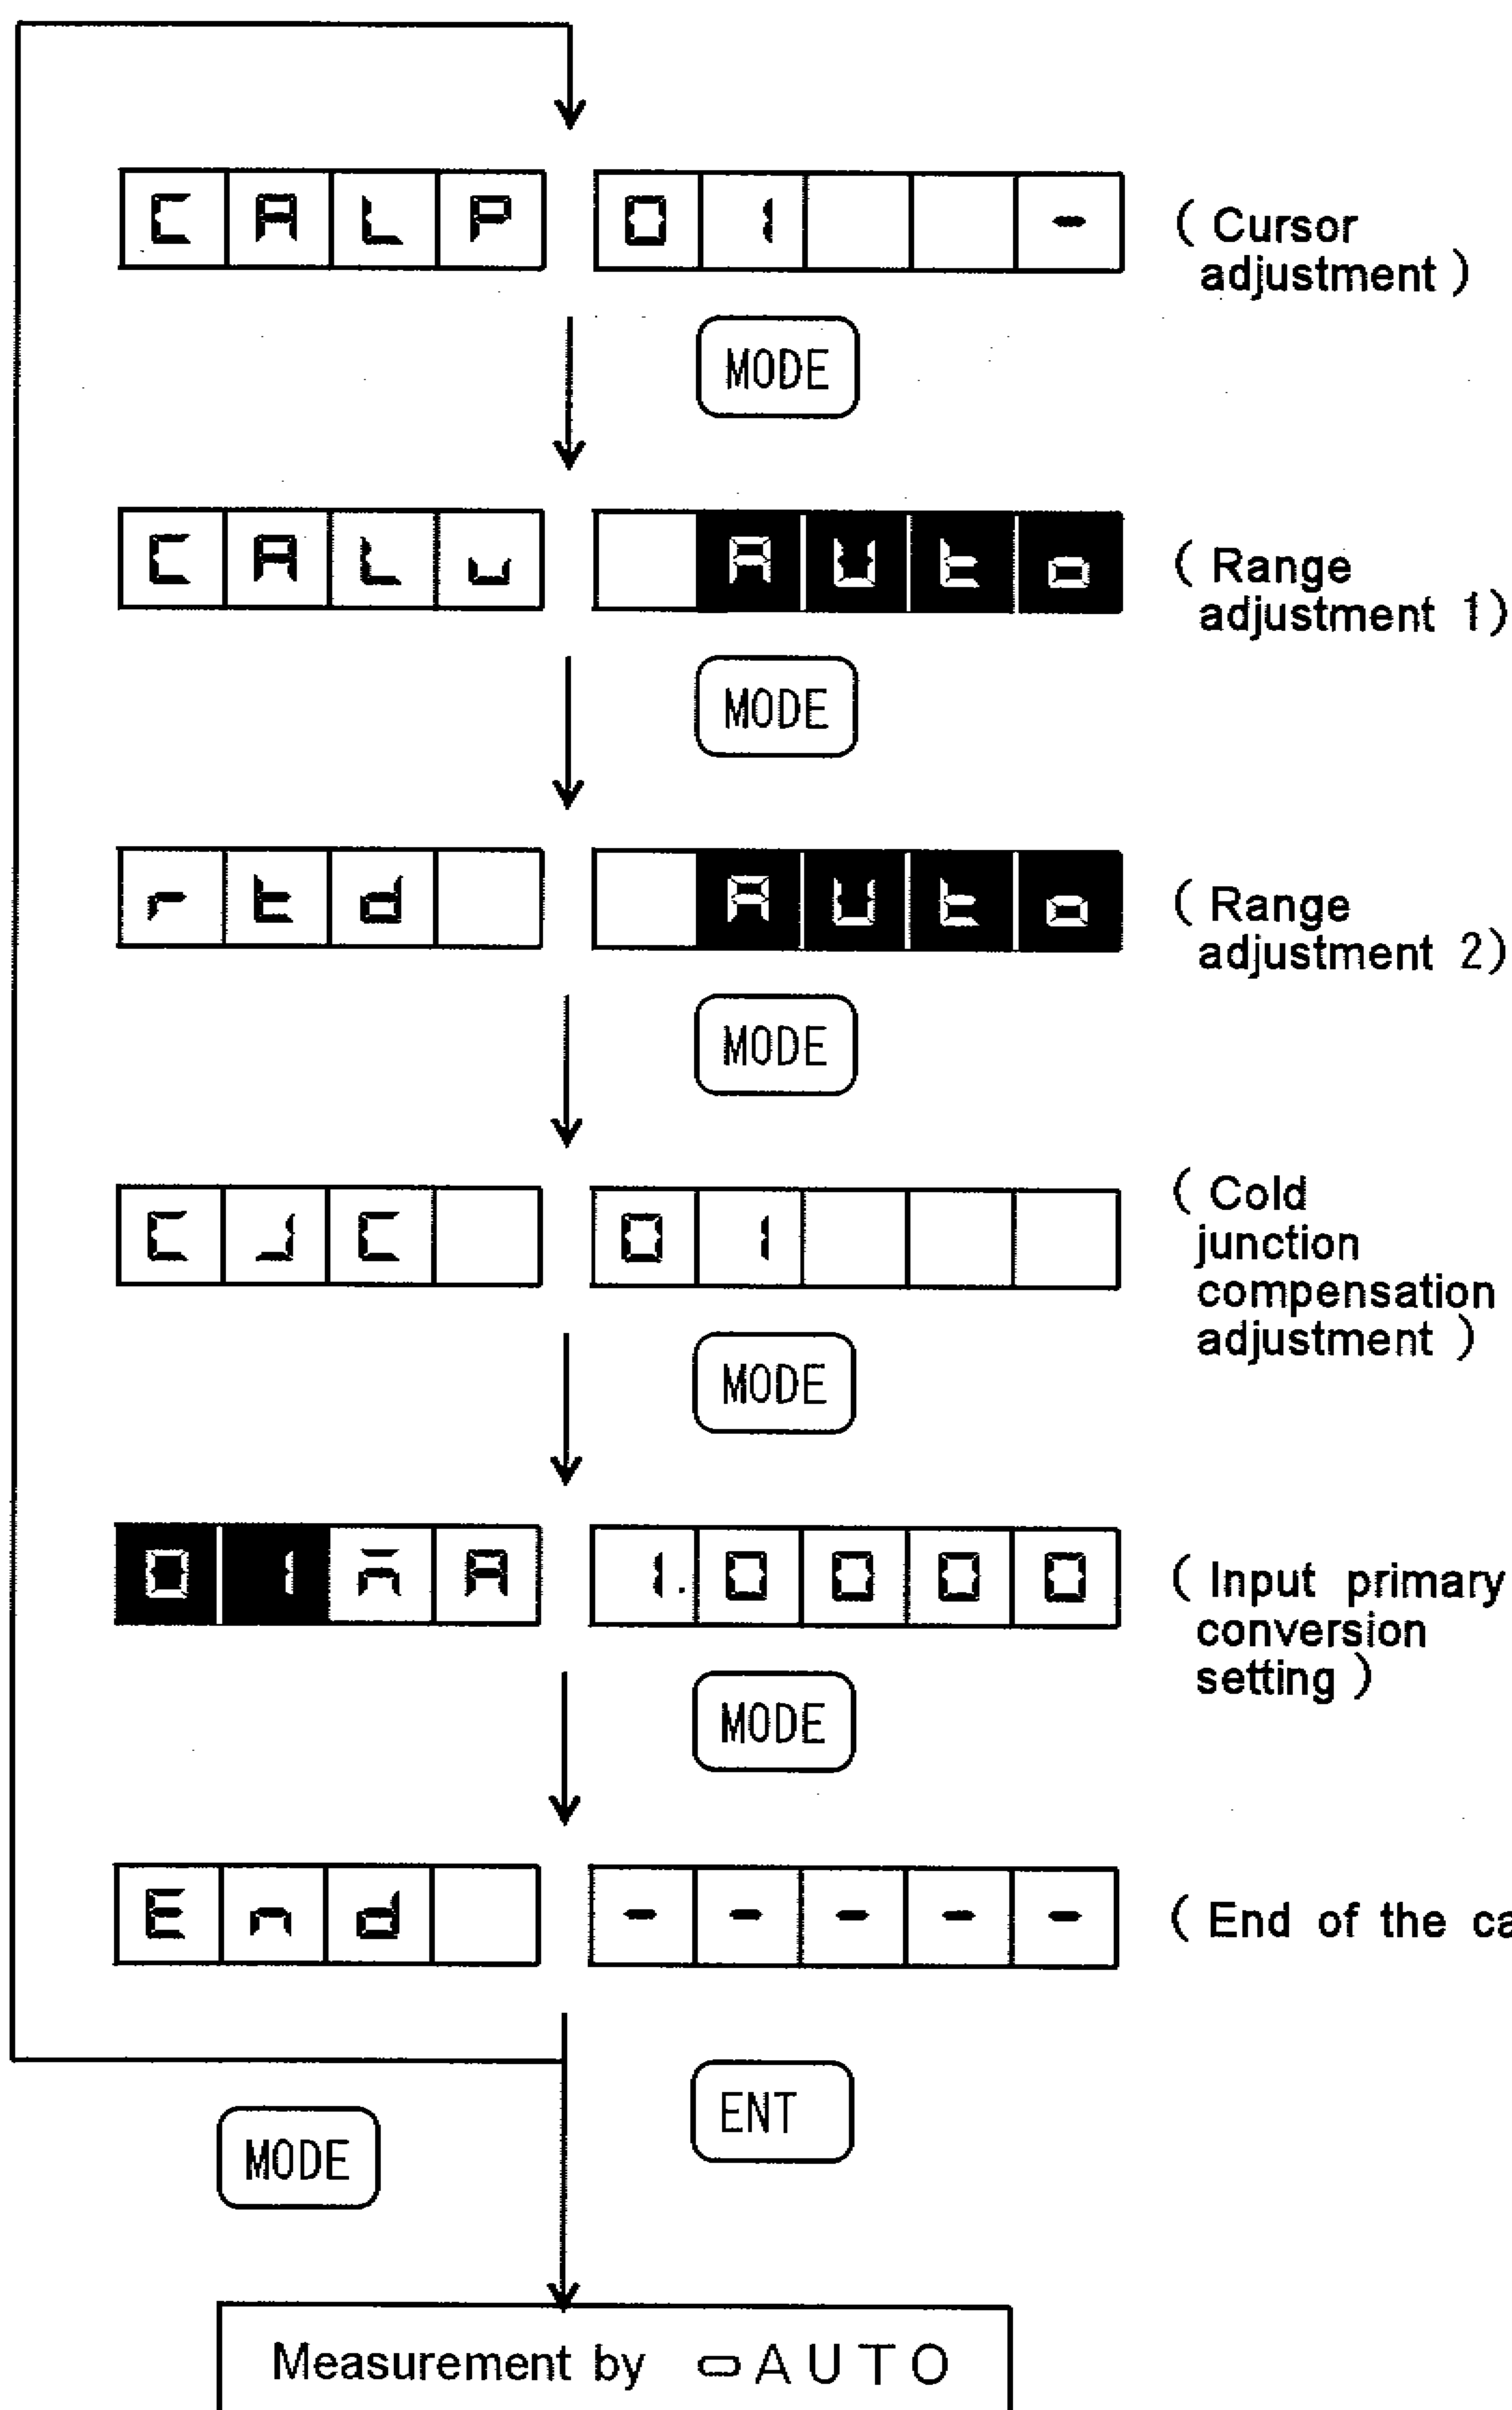 CALP 01 -
( Cursor
adjustment )
MODE
CALu Auto
( Range
adjustment 1)
MODE
rtd Auto
( Range
adjustment 2)
MODE
CJC 01
( Cold
junction
compensation
adjustment )
MODE
01 A 1.0000
( Input primary
conversion
setting )
MODE
End - - - - -
( End of the ca
MODE
ENT
Measurement by AUTO